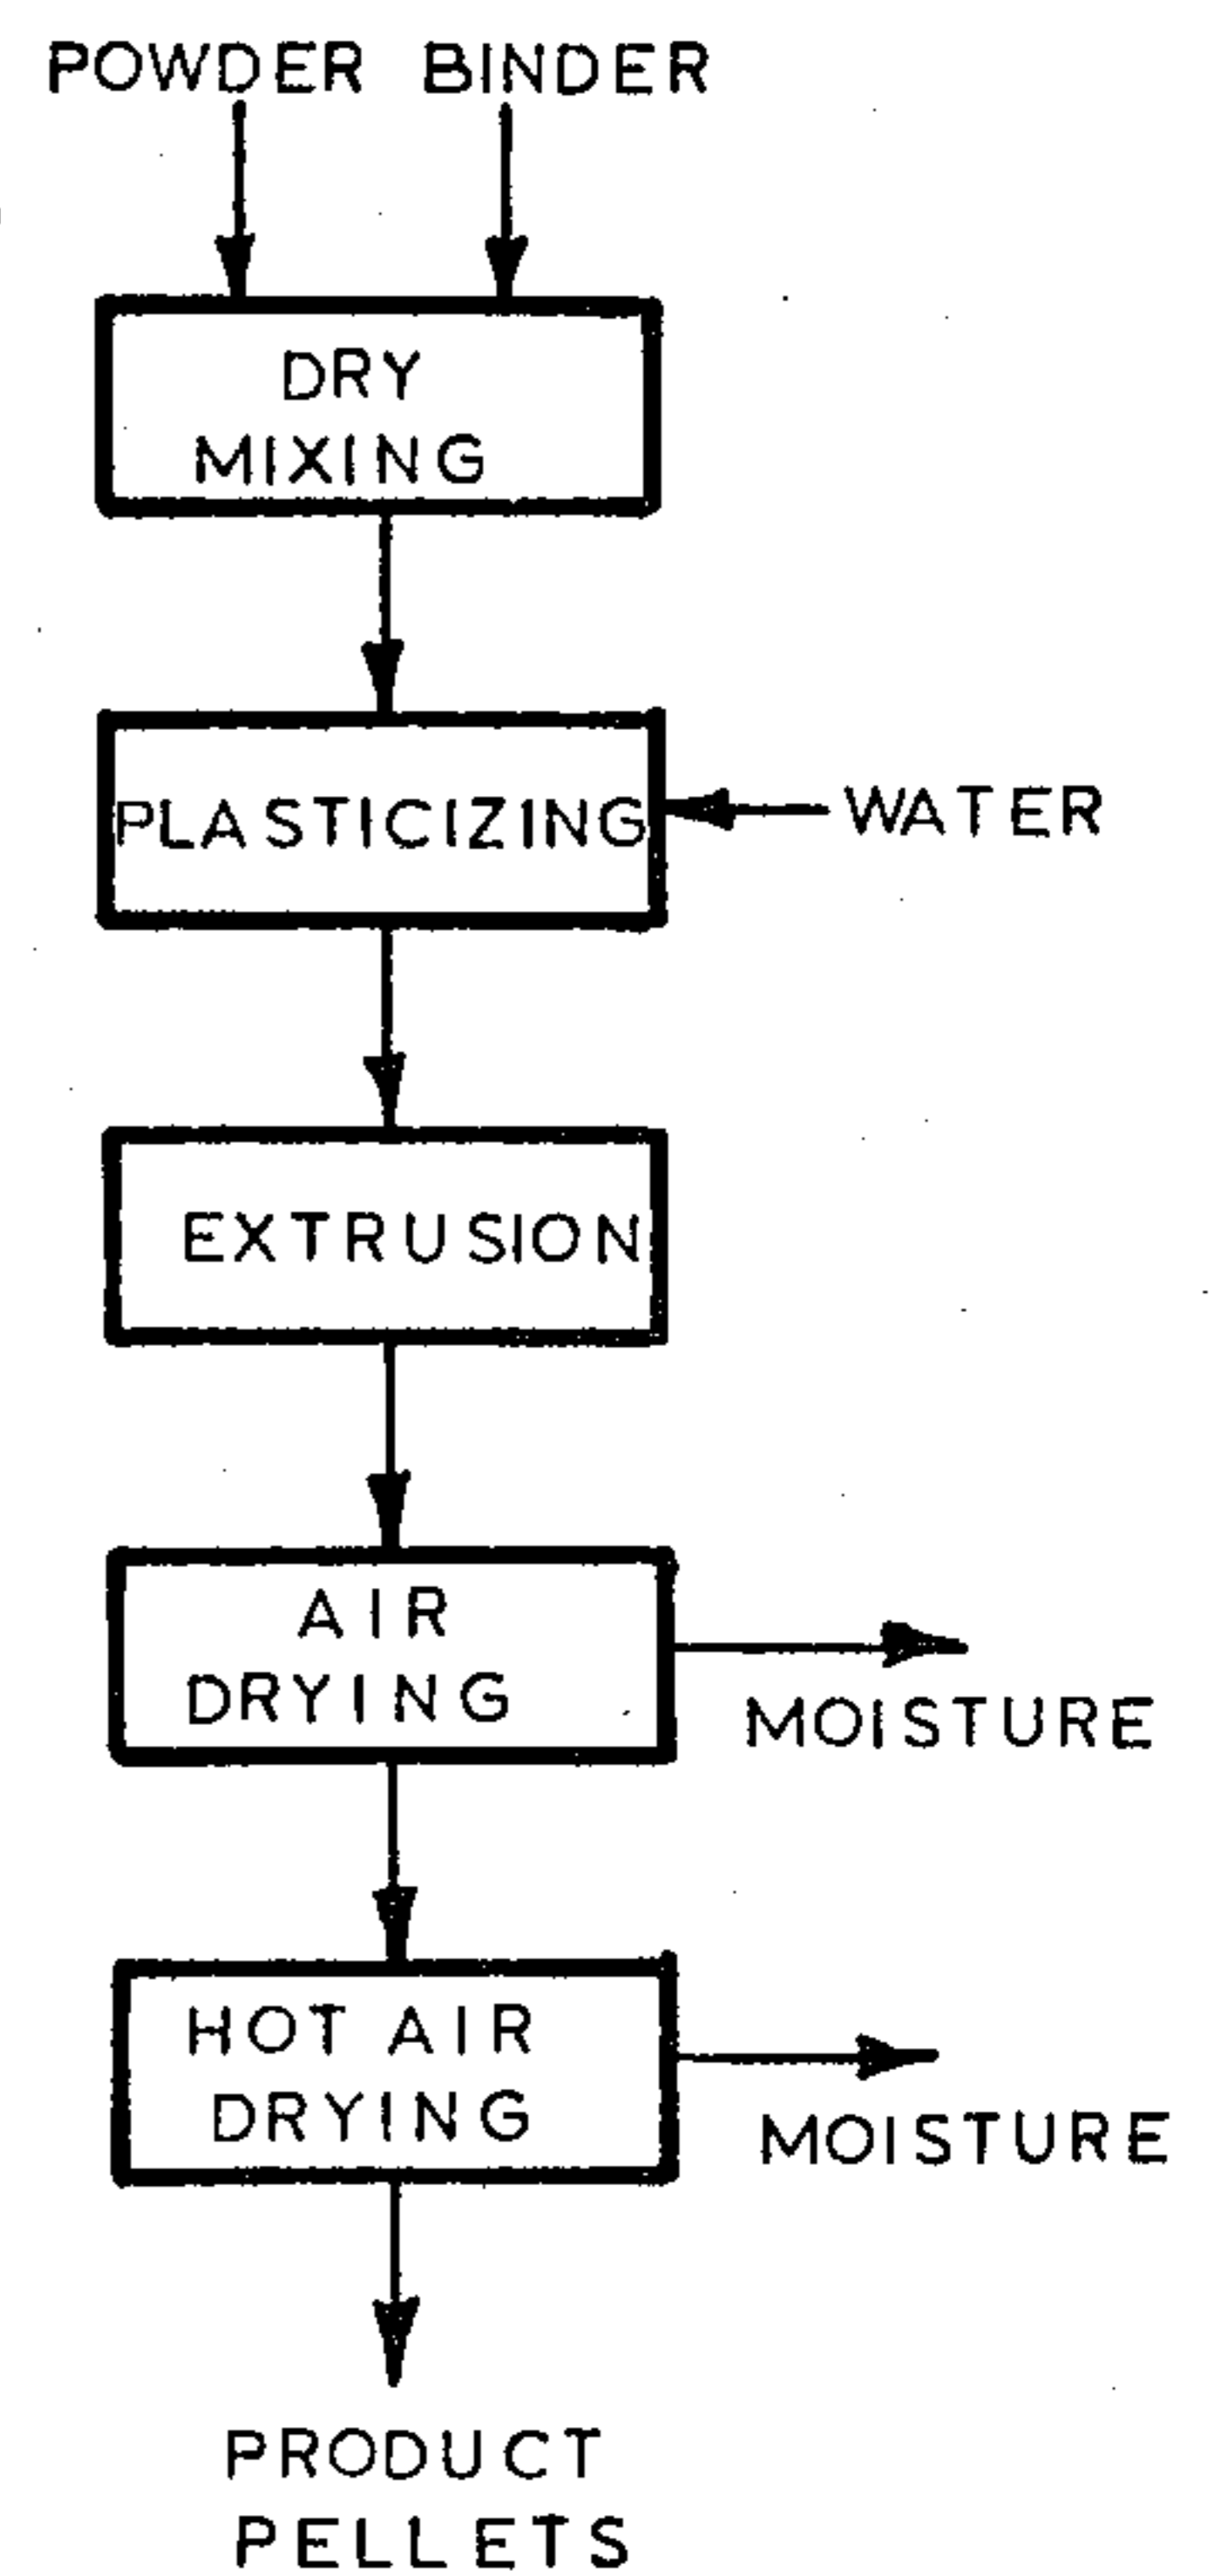 POWDER BINDER
DRY
MIXING
PLASTICIZING
WATER
EXTRUSION
AIR
DRYING
MOISTURE
HOT AIR
DRYING
MOISTURE
PRODUCT
PELLETS